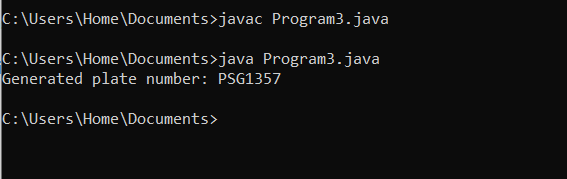 C:\Users\Home\Documents>javac Program3.java
C:\Users\Home\Documents>java Program3.java
Generated plate number: PSG1357
C:\Users\Home\Documents>